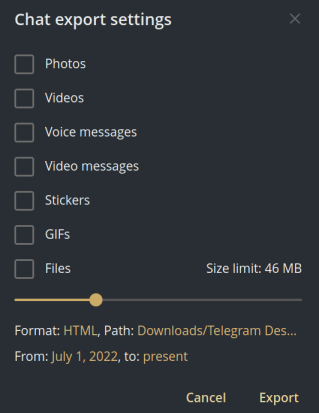 Chat export settings
Photos
Videos
Voice messages
Video messages
Stickers
GIFs
Files Size limit: 46 MB
Format: HTML, Path: Downloads/Telegram Des...
From: July 1, 2022, to: present
Cancel Export